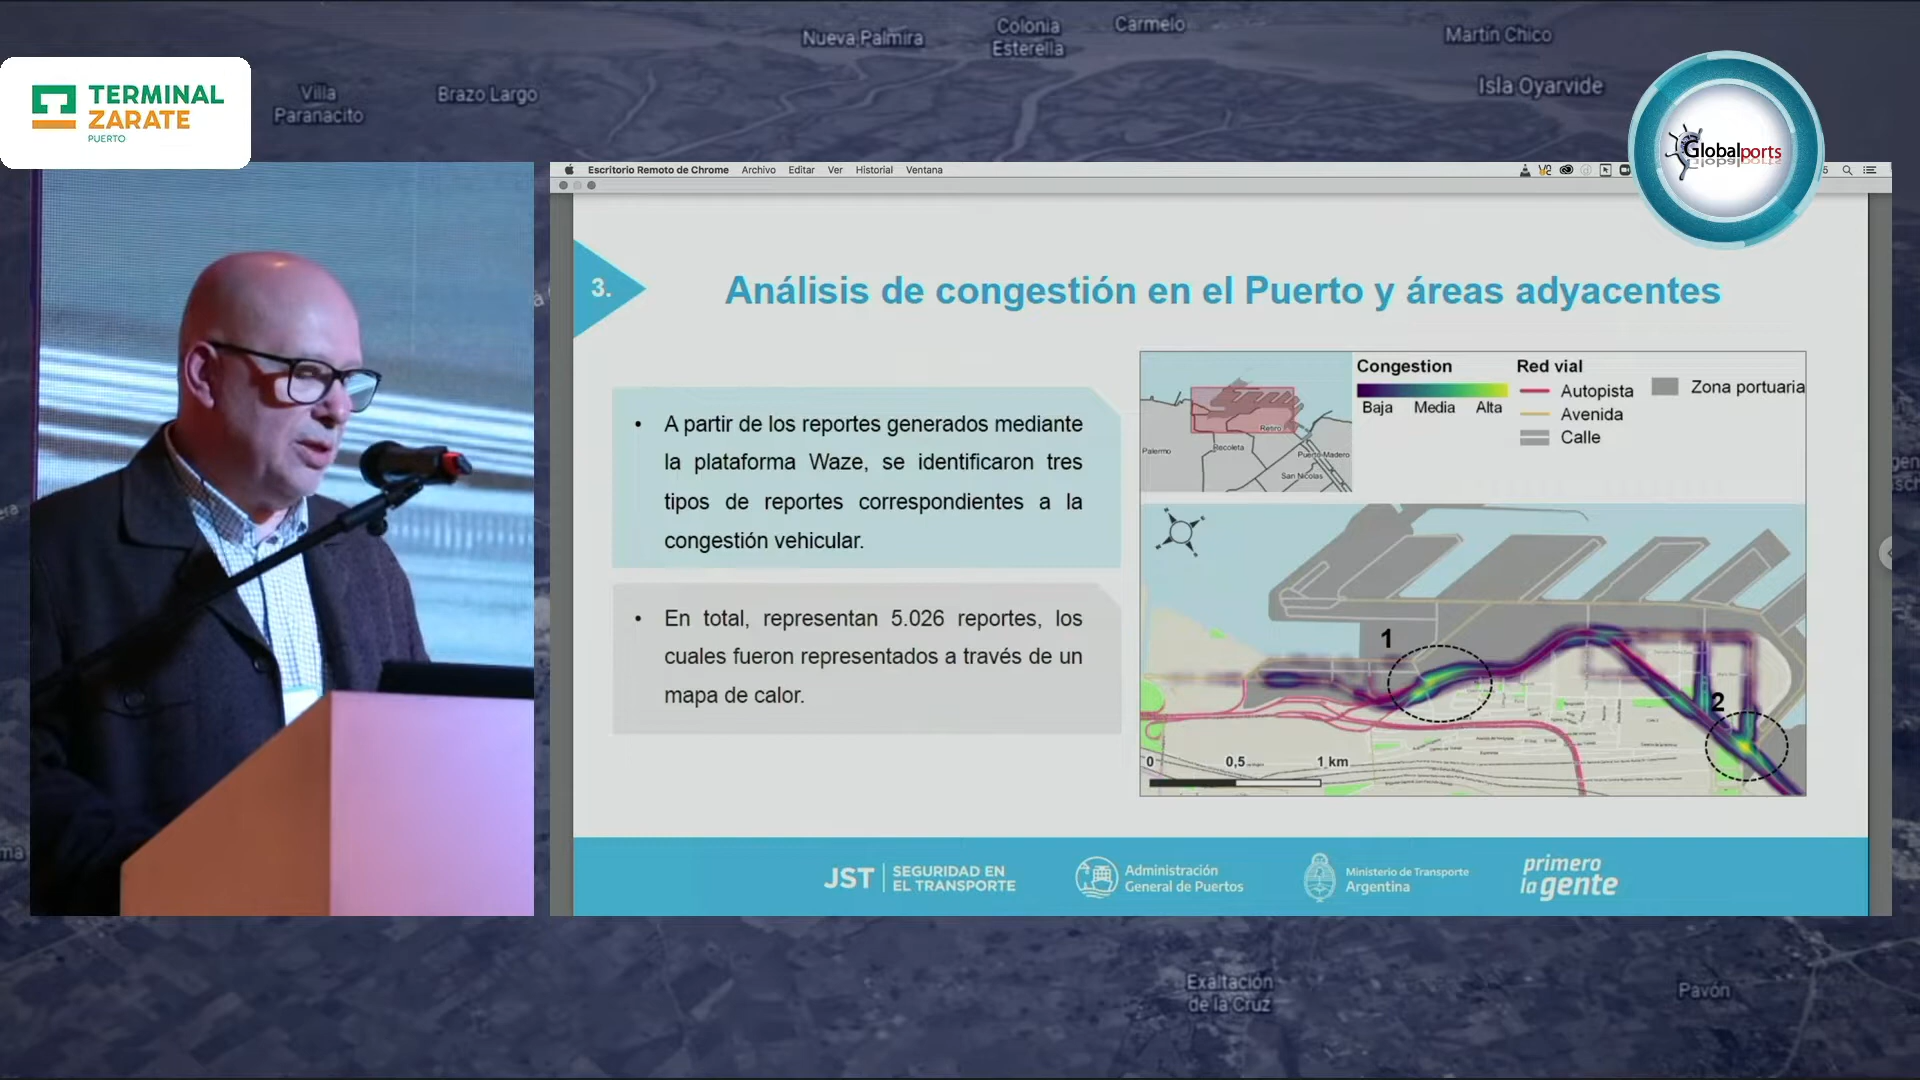 Nueva Palmira
Colonia
Esterella
Carmelo
Martín Chico
Villa
Paranacito
Brazo Largo
Isla Oyarvide
TERMINAL
ZARATE
PUERTO
Globalports
Escritorio Remoto de Chrome Archivo Editar Ver Historial Ventana
3.
Análisis de congestión en el Puerto y áreas adyacentes
• A partir de los reportes generados mediante
la plataforma Waze, se identificaron tres
tipos de reportes correspondientes a la
congestión vehicular.
• En total, representan 5.026 reportes, los
cuales fueron representados a través de un
mapa de calor.
Congestion
Baja Media Alta
Red vial
Autopista
Avenida
Calle
Zona portuaria
Palermo
Recoleta
Retiro
Puerto Madero
San Nicolas
1
2
0 0,5 1 km
JST SEGURIDAD EN
EL TRANSPORTE
Administración
General de Puertos
Ministerio de Transporte
Argentina
primero
la gente
Exaltación
de la Cruz
Pavón